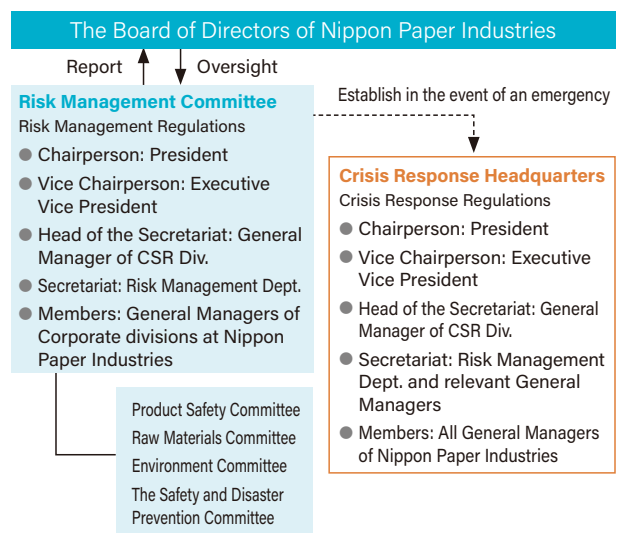 The Board of Directors of Nippon Paper Industries
Report
Oversight
Risk Management Committee
Risk Management Regulations
● Chairperson: President
● Vice Chairperson: Executive
Vice President
● Head of the Secretariat: General
Manager of CSR Div.
● Secretariat: Risk Management Dept.
● Members: General Managers of
Corporate divisions at Nippon
Paper Industries
Product Safety Committee
Raw Materials Committee
Environment Committee
The Safety and Disaster
Prevention Committee
Establish in the event of an emergency
Crisis Response Headquarters
Crisis Response Regulations
● Chairperson: President
● Vice Chairperson: Executive
Vice President
● Head of the Secretariat: General
Manager of CSR Div.
● Secretariat: Risk Management
Dept. and relevant General
Managers
● Members: All General Managers
of Nippon Paper Industries